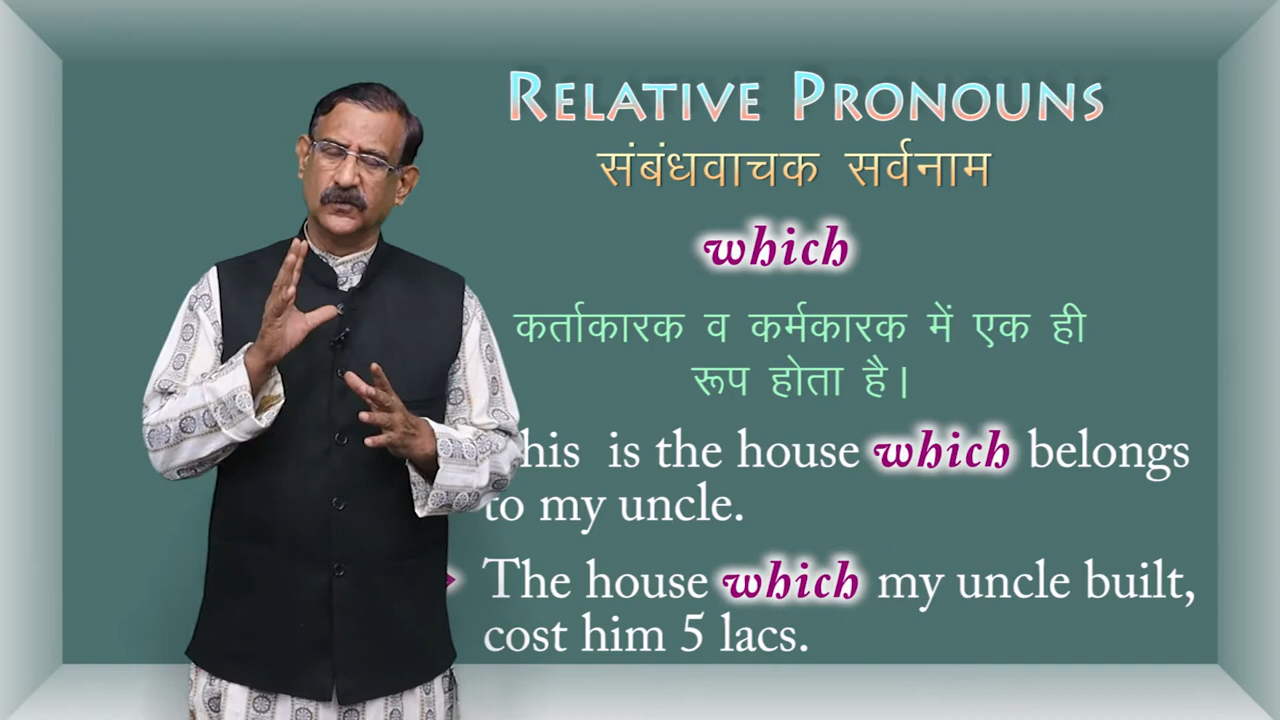 RELATIVE PRONOUNS
संबंधवाचक सर्वनाम
which
कर्ताकारक व कर्मकारक में एक ही
रूप होता है।
his is the house which belongs
to my uncle.
The house which my uncle built,
cost him 5 lacs.